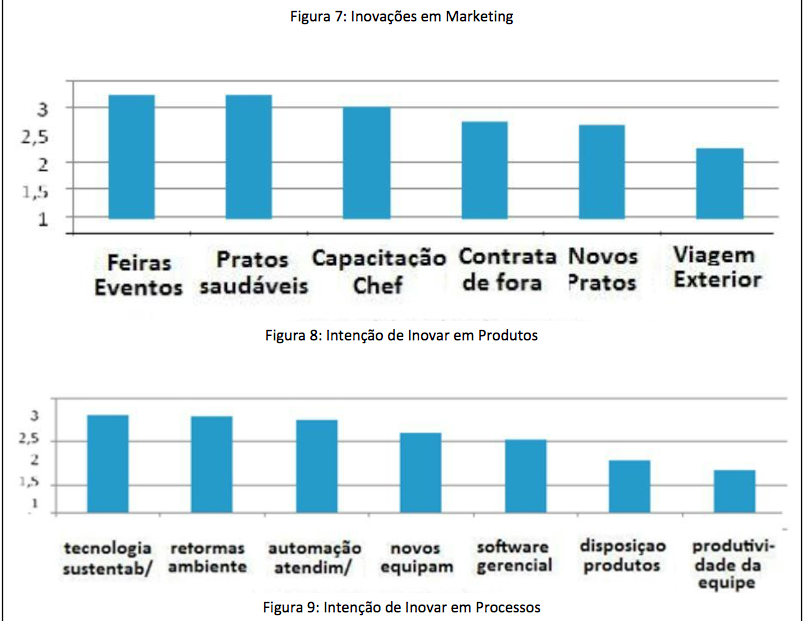 Figura 7: Inovações em Marketing
3
2,5
2
1,5
1
Feiras Eventos
Pratos saudáveis
Capacitação Chef
Contrata de fora
Novos Pratos
Viagem Exterior
Figura 8: Intenção de Inovar em Produtos
3
2,5
2
1,5
1
tecnologia sustentab/
retormas ambiente
automação atendim/
novos equipam
software gerencial
disposiçao produtos
produtivi-
dade da
equipe
Figura 9: Intenção de Inovar em Processos